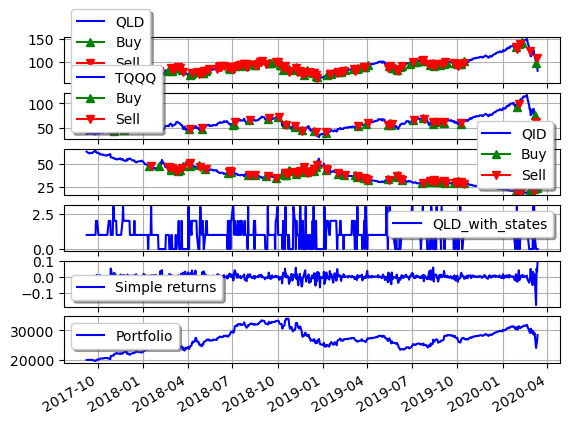 QLD
Buy
Sell
150
100
TQQQ
Buy
Sell
100
50
QID
Buy
Sell
50
25
QLD_with_states
2.5
0.0
Simple returns
0.1
0.0
−0.1
Portfolio
30000
20000
2017-10
2018-01
2018-04
2018-07
2018-10
2019-01
2019-04
2019-07
2019-10
2020-01
2020-04